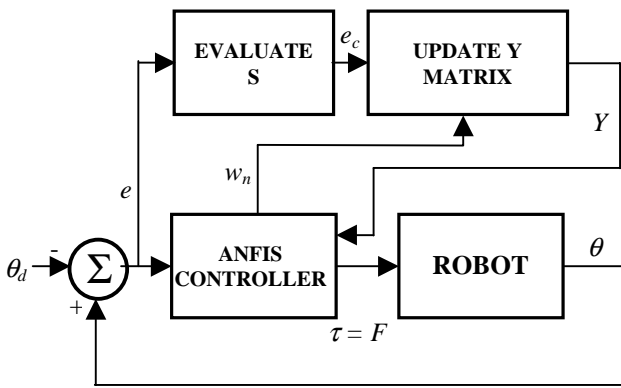 EVALUATE
S
e_c
UPDATE Y
MATRIX
Y
w_n
e
θ_d
-
Σ
+
ANFIS
CONTROLLER
τ = F
ROBOT
θ